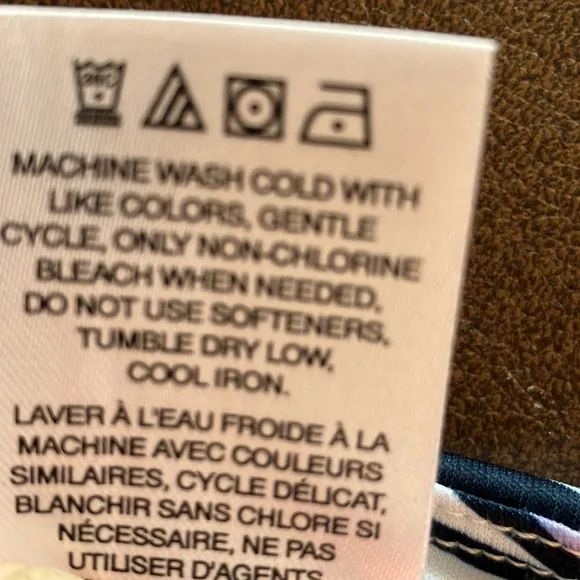 30C
MACHINE WASH COLD WITH
LIKE COLORS, GENTLE
CYCLE, ONLY NON-CHLORINE
BLEACH WHEN NEEDED,
DO NOT USE SOFTENERS,
TUMBLE DRY LOW,
COOL IRON.
LAVER À L'EAU FROIDE À LA
MACHINE AVEC COULEURS
SIMILAIRES, CYCLE DÉLICAT,
BLANCHIR SANS CHLORE SI
NÉCESSAIRE, NE PAS
UTILISER D'AGENTS